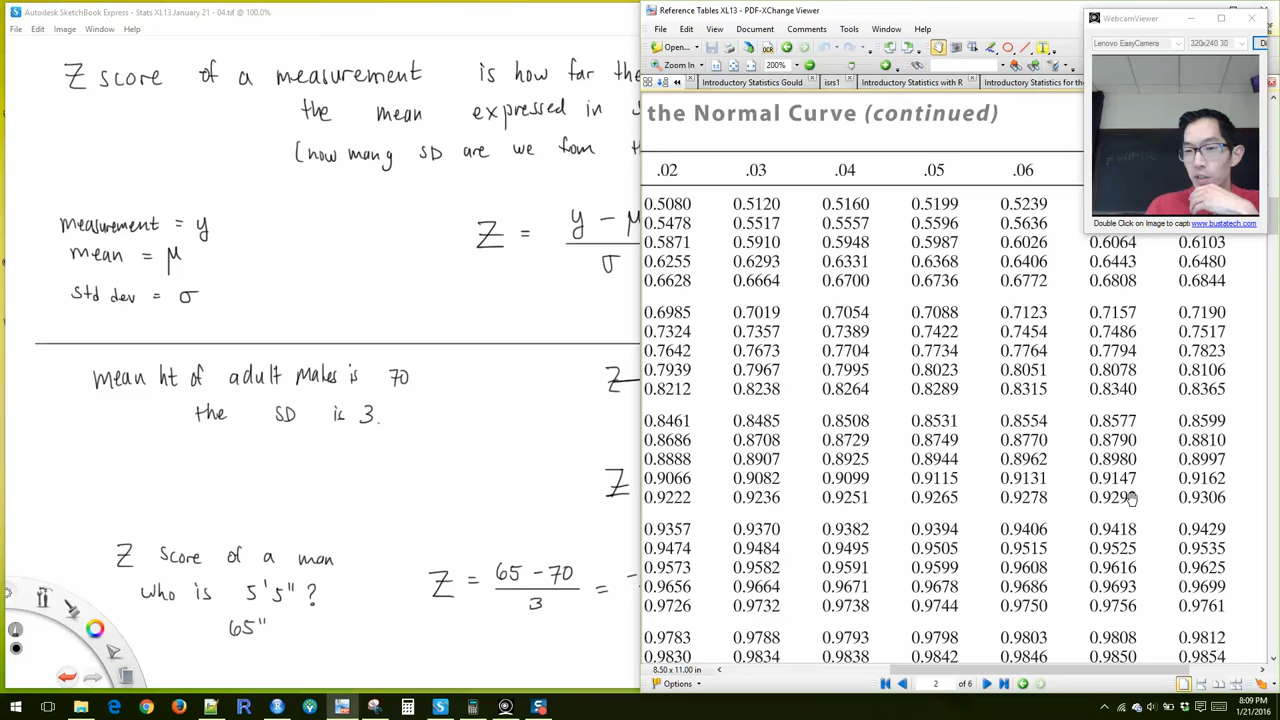 Autodesk SketchBook Express - Stats XL13 January 21 - 04.tif @ 100.0%
File Edit Image Window Help
Z score of a measurement is how far the
the mean expressed in s
(how many SD are we from th
measurement = y
mean = μ
std dev = σ
Z = y - μ
σ
mean ht of adult males is 70
the SD is 3.
Z
Z
Z score of a man
who is 5'5" ?
65"
Z = 65 - 70 = -
3
Reference Tables XL13 - PDF-XChange Viewer
File Edit View Document Comments Tools Window Help
Open...
Zoom In 200%
Introductory Statistics Gould isrs1 Introductory Statistics with R Introductory Statistics for the
the Normal Curve (continued)
.02 .03 .04 .05 .06
0.5080 0.5120 0.5160 0.5199 0.5239
0.5478 0.5517 0.5557 0.5596 0.5636
0.5871 0.5910 0.5948 0.5987 0.6026 0.6064 0.6103
0.6255 0.6293 0.6331 0.6368 0.6406 0.6443 0.6480
0.6628 0.6664 0.6700 0.6736 0.6772 0.6808 0.6844
0.6985 0.7019 0.7054 0.7088 0.7123 0.7157 0.7190
0.7324 0.7357 0.7389 0.7422 0.7454 0.7486 0.7517
0.7642 0.7673 0.7704 0.7734 0.7764 0.7794 0.7823
0.7939 0.7967 0.7995 0.8023 0.8051 0.8078 0.8106
0.8212 0.8238 0.8264 0.8289 0.8315 0.8340 0.8365
0.8461 0.8485 0.8508 0.8531 0.8554 0.8577 0.8599
0.8686 0.8708 0.8729 0.8749 0.8770 0.8790 0.8810
0.8888 0.8907 0.8925 0.8944 0.8962 0.8980 0.8997
0.9066 0.9082 0.9099 0.9115 0.9131 0.9147 0.9162
0.9222 0.9236 0.9251 0.9265 0.9278 0.929 0.9306
0.9357 0.9370 0.9382 0.9394 0.9406 0.9418 0.9429
0.9474 0.9484 0.9495 0.9505 0.9515 0.9525 0.9535
0.9573 0.9582 0.9591 0.9599 0.9608 0.9616 0.9625
0.9656 0.9664 0.9671 0.9678 0.9686 0.9693 0.9699
0.9726 0.9732 0.9738 0.9744 0.9750 0.9756 0.9761
0.9783 0.9788 0.9793 0.9798 0.9803 0.9808 0.9812
0.9830 0.9834 0.9838 0.9842 0.9846 0.9850 0.9854
8.50 x 11.00 in
Options 2 of 6
WebcamViewer
Lenovo EasyCamera 320x240 30
Double Click on Image to capt www.bustatech.com
8:09 PM
1/21/2016